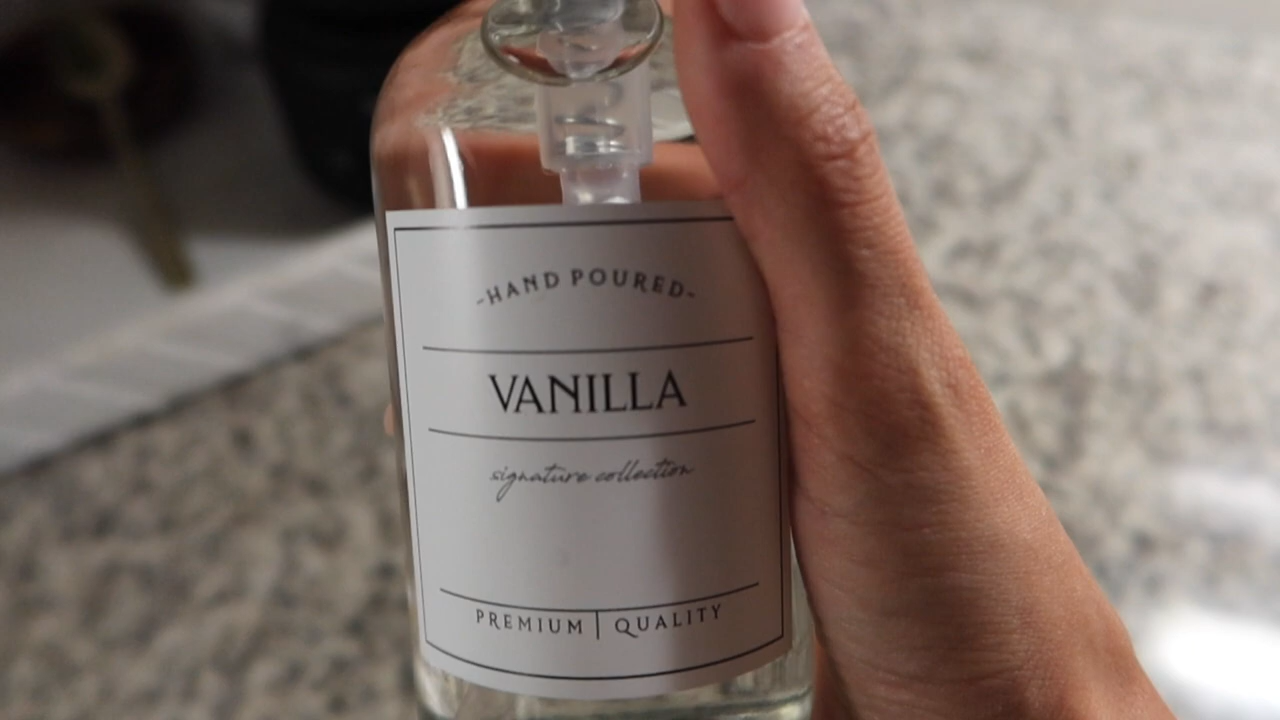 -HAND POURED-
VANILLA
signature collection
PREMIUM | QUALITY